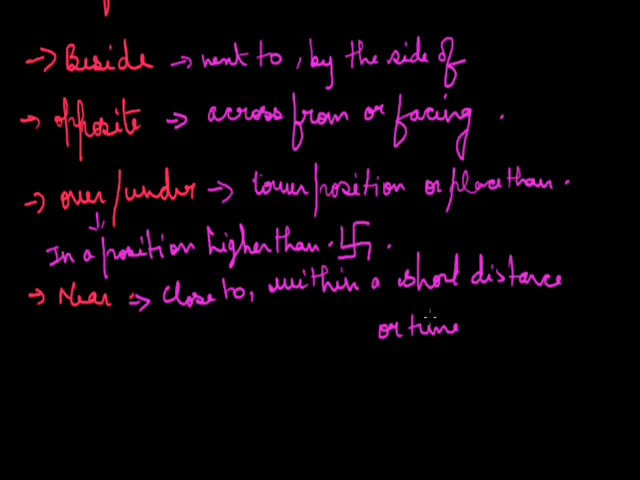 → Beside → next to, by the side of
→ opposite → across from or facing .
→ over/under → lower position or place than .
↓ In a position higher than . 卐 .
→ Near :→ Close to, within a short distance
or time